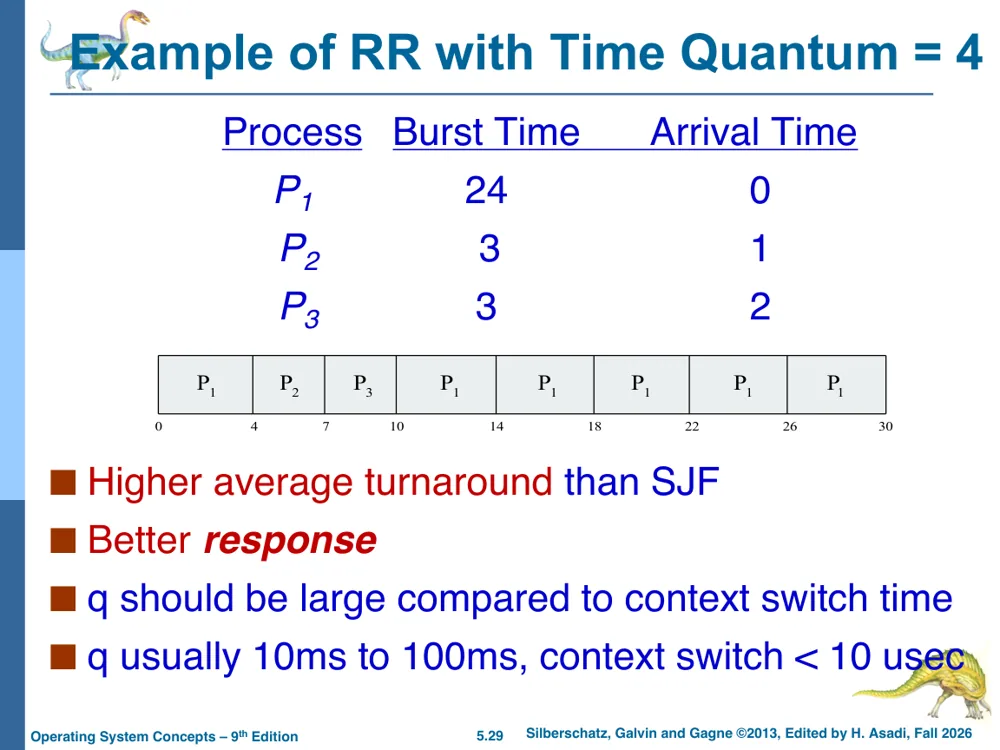 Example of RR with Time Quantum = 4
Process Burst Time Arrival Time
P1 24 0
P2 3 1
P3 3 2
P1 P2 P3 P1 P1 P1 P1 P1
0 4 7 10 14 18 22 26 30
Higher average turnaround than SJF
Better response
q should be large compared to context switch time
q usually 10ms to 100ms, context switch < 10 usec
Operating System Concepts – 9th Edition 5.29 Silberschatz, Galvin and Gagne ©2013, Edited by H. Asadi, Fall 2026